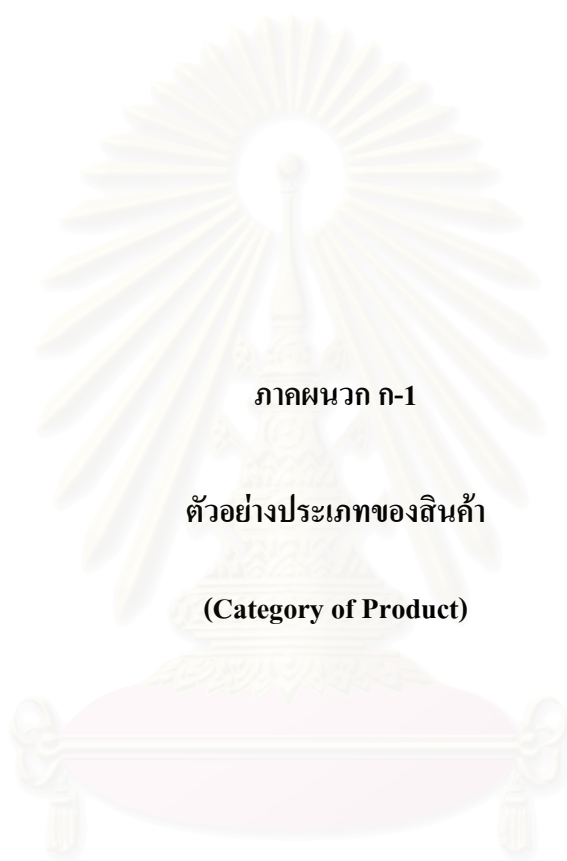 ภาคผนวก ก-1
ตัวอย่างประเภทของสินค้า
(Category of Product)